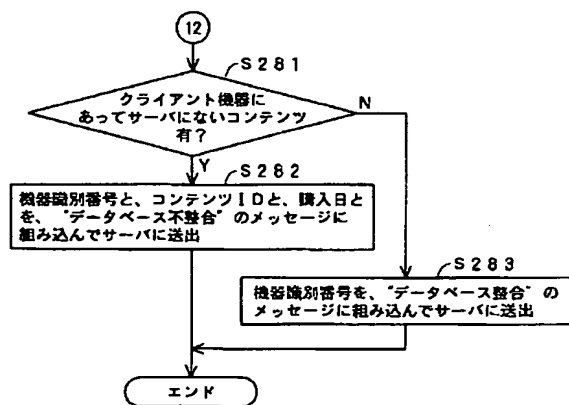 12
S281
クライアント機器に
あってサーバにないコンテンツ
有？
N
Y
S282
機器識別番号と、コンテンツIDと、購入日と
を、"データベース不整合"のメッセージに
組み込んでサーバに送出
S283
機器識別番号を、"データベース整合"の
メッセージに組み込んでサーバに送出
エンド